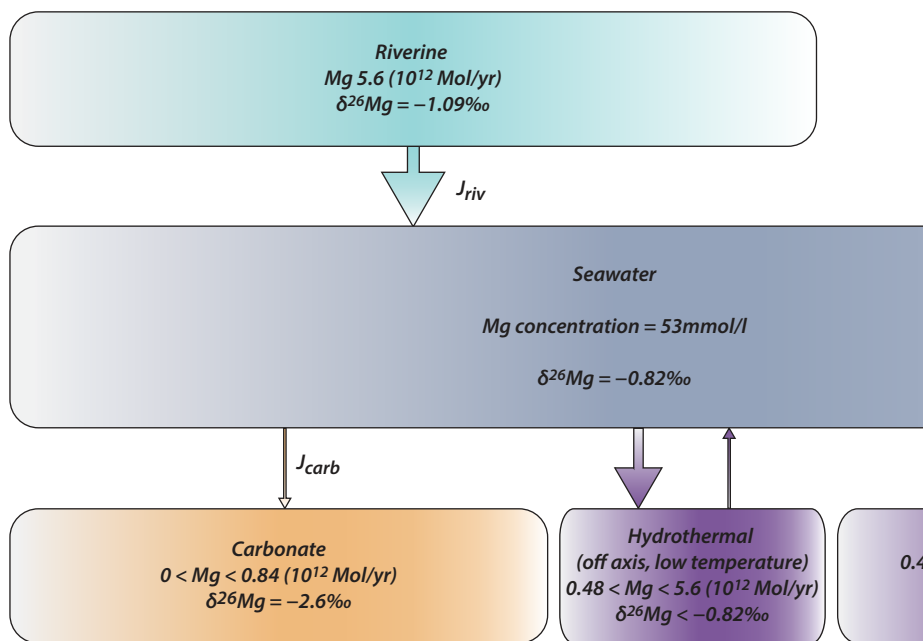 Riverine
Mg 5.6 (10¹² Mol/yr)
δ²⁶Mg = −1.09‰
J_riv
Seawater
Mg concentration = 53mmol/l
δ²⁶Mg = −0.82‰
J_carb
Carbonate
0 < Mg < 0.84 (10¹² Mol/yr)
δ²⁶Mg = −2.6‰
Hydrothermal
(off axis, low temperature)
0.48 < Mg < 5.6 (10¹² Mol/yr)
δ²⁶Mg < −0.82‰
0.4